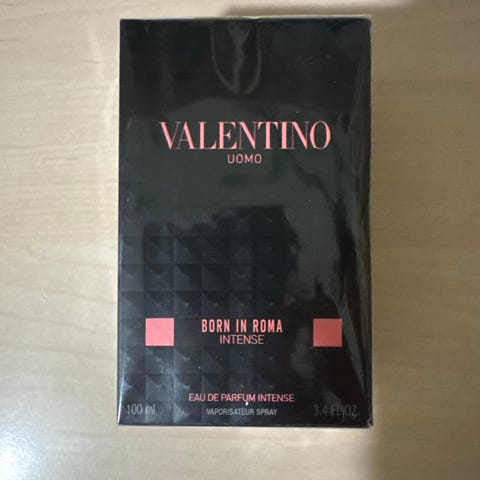 VALENTINO
UOMO
BORN IN ROMA
INTENSE
EAU DE PARFUM INTENSE
100 ml VAPORISATEUR SPRAY 3.4 FL.OZ.